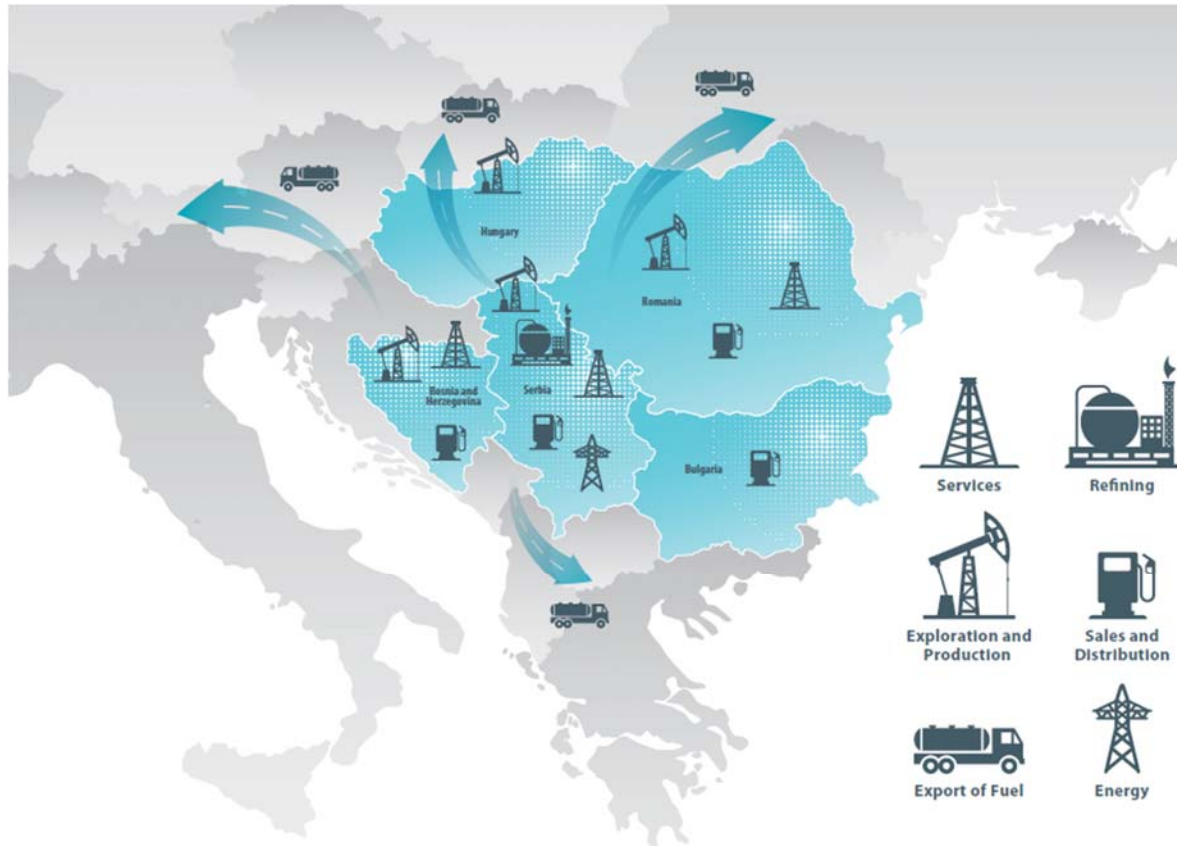 Hungary
Romania
Bosnia and
Herzegovina
Serbia
Bulgaria
Services
Refining
Exploration and
Production
Sales and
Distribution
Export of Fuel
Energy